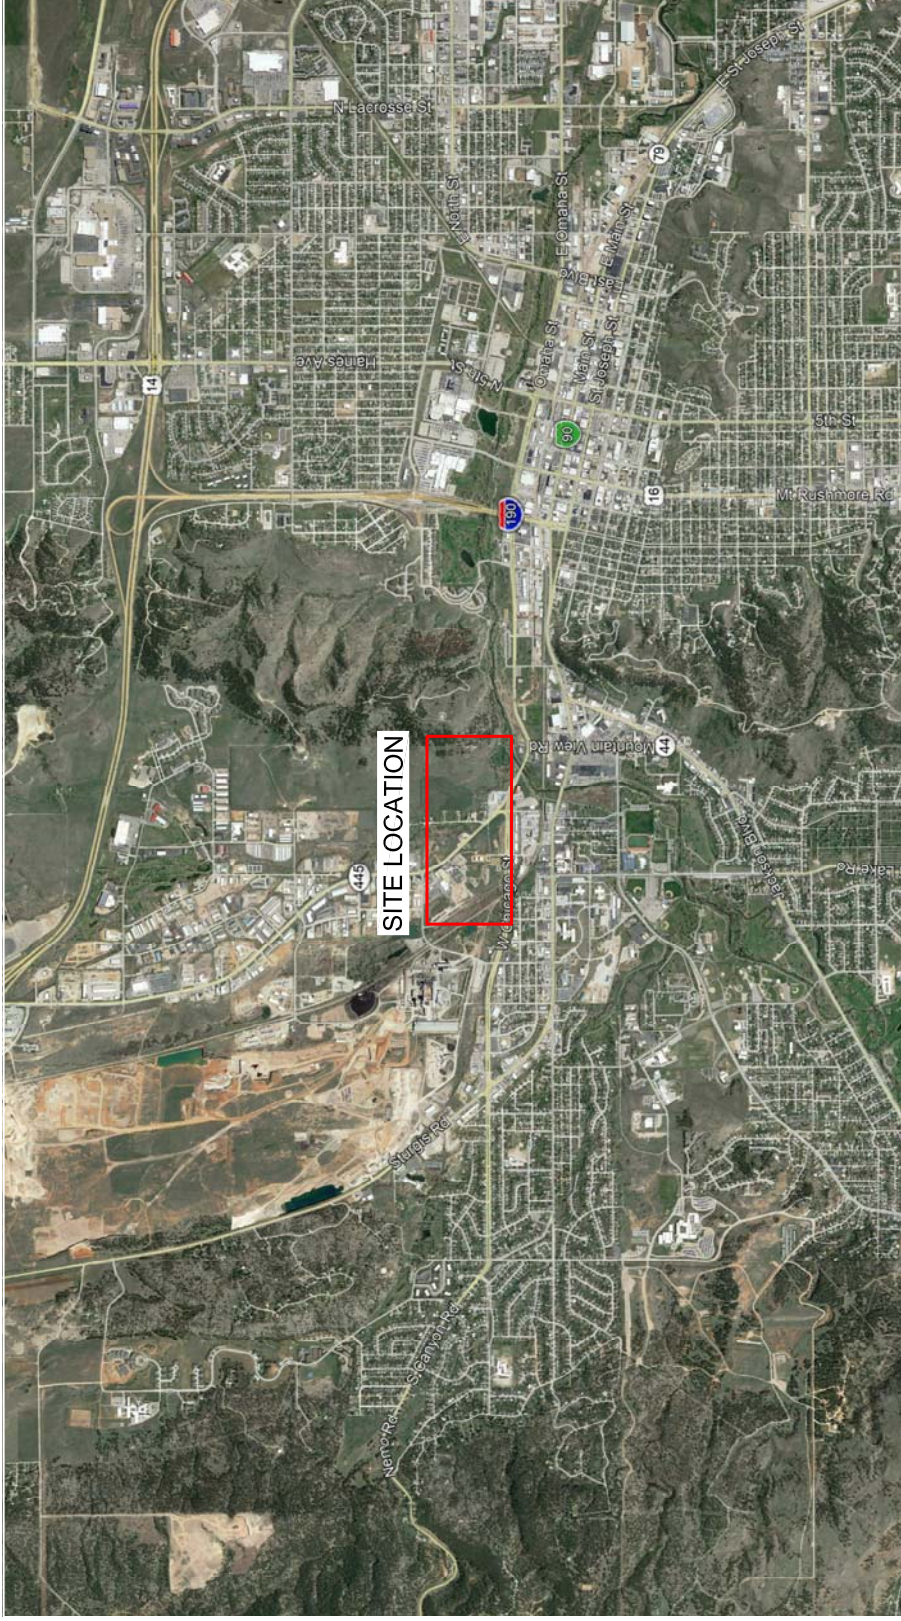 N Lacrosse St
E St Joseph St
79
E North St
E Omaha St
E Main St
East Blvd
Haines Ave
14
N 5th St
Omaha St
Main St
St Joseph St
90
5th St
16
Mt Rushmore Rd
190
SITE LOCATION
Mountain View Rd
44
445
W Chicago St
Jackson Blvd
Lake Rd
Sturgis Rd
S Canyon Rd
Nemo Rd